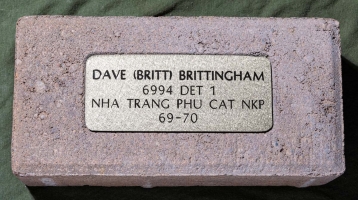 DAVE (BRITT) BRITTINGHAM
6994 DET 1
NHA TRANG PHU CAT NKP
69-70